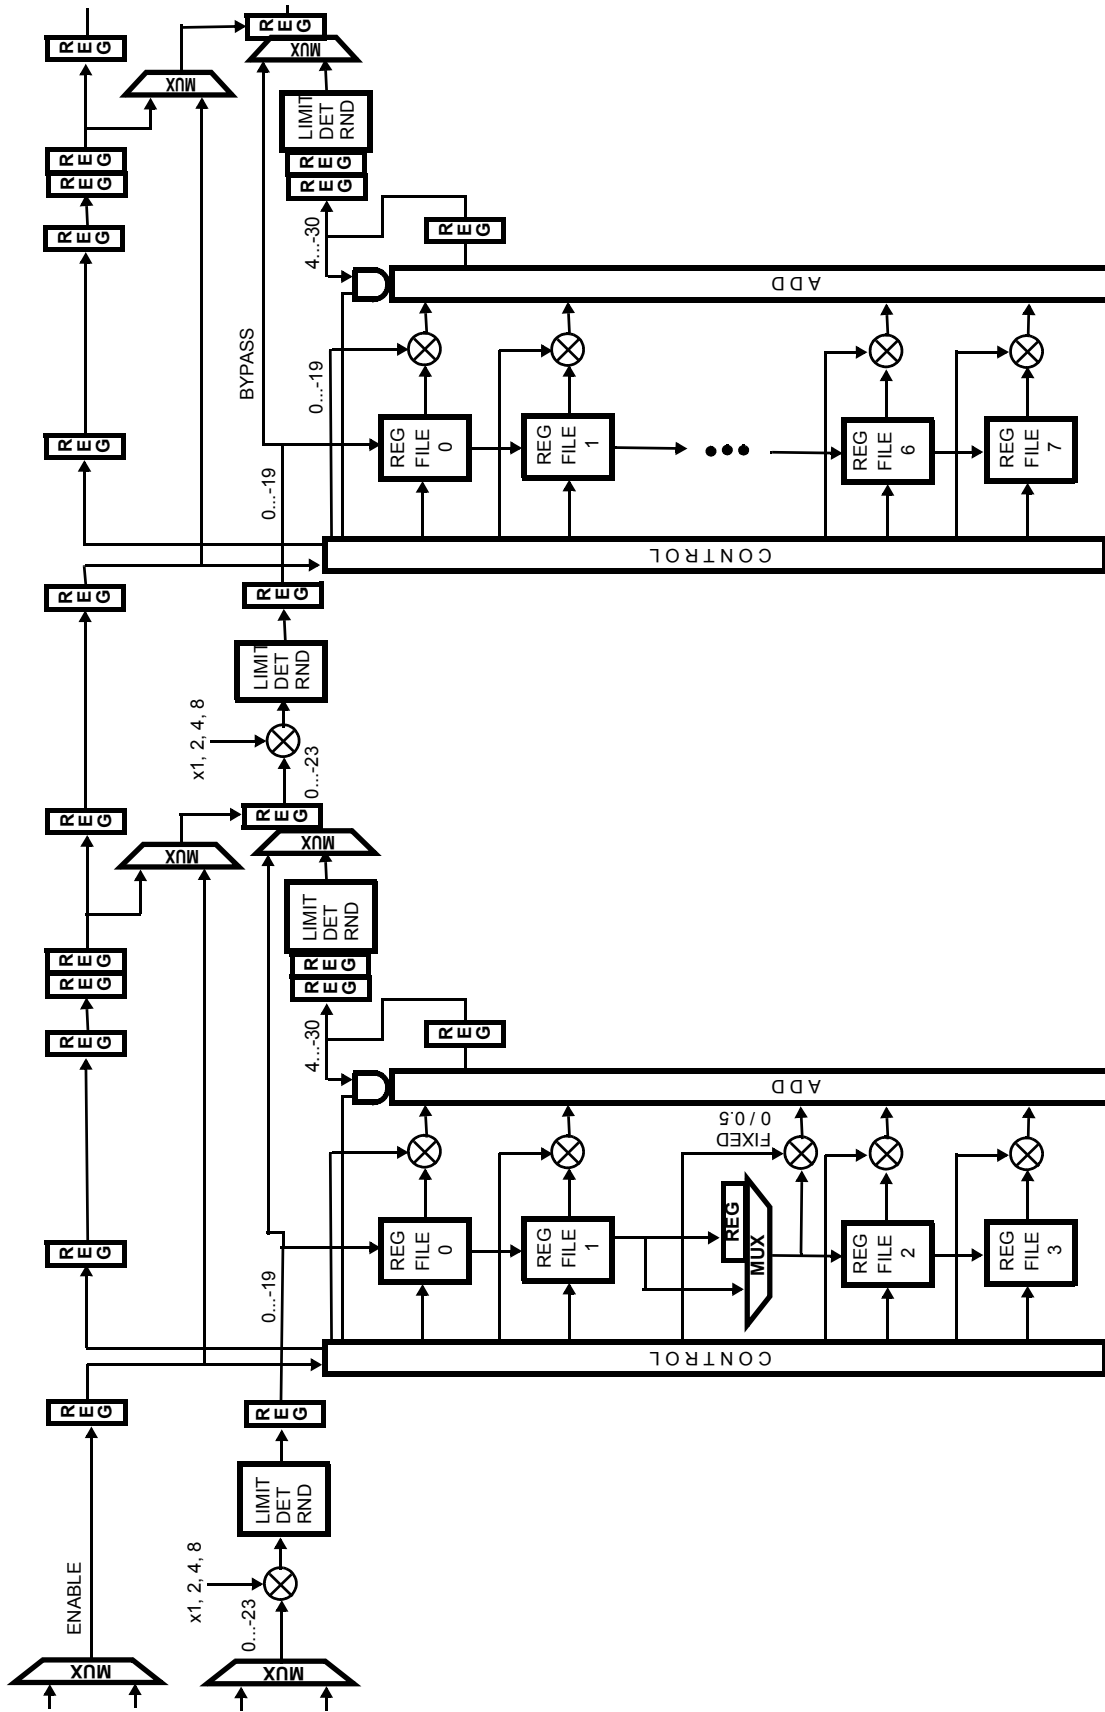 REG
REG
MUX
MUX
LIMIT
DET
RND
REG
REG
REG
REG
REG
4...-30
REG
ADD
BYPASS
0...-19
REG
0...-19
REG
FILE
0
REG
FILE
1
REG
FILE
6
REG
FILE
7
CONTROL
REG
REG
LIMIT
DET
RND
x1, 2, 4, 8
0...-23
REG
REG
MUX
MUX
LIMIT
DET
RND
REG
REG
REG
REG
REG
4...-30
REG
ADD
FIXED
0 / 0.5
REG
0...-19
REG
FILE
0
REG
FILE
1
REG
MUX
REG
FILE
2
REG
FILE
3
CONTROL
REG
REG
LIMIT
DET
RND
ENABLE
x1, 2, 4, 8
0...-23
MUX
MUX